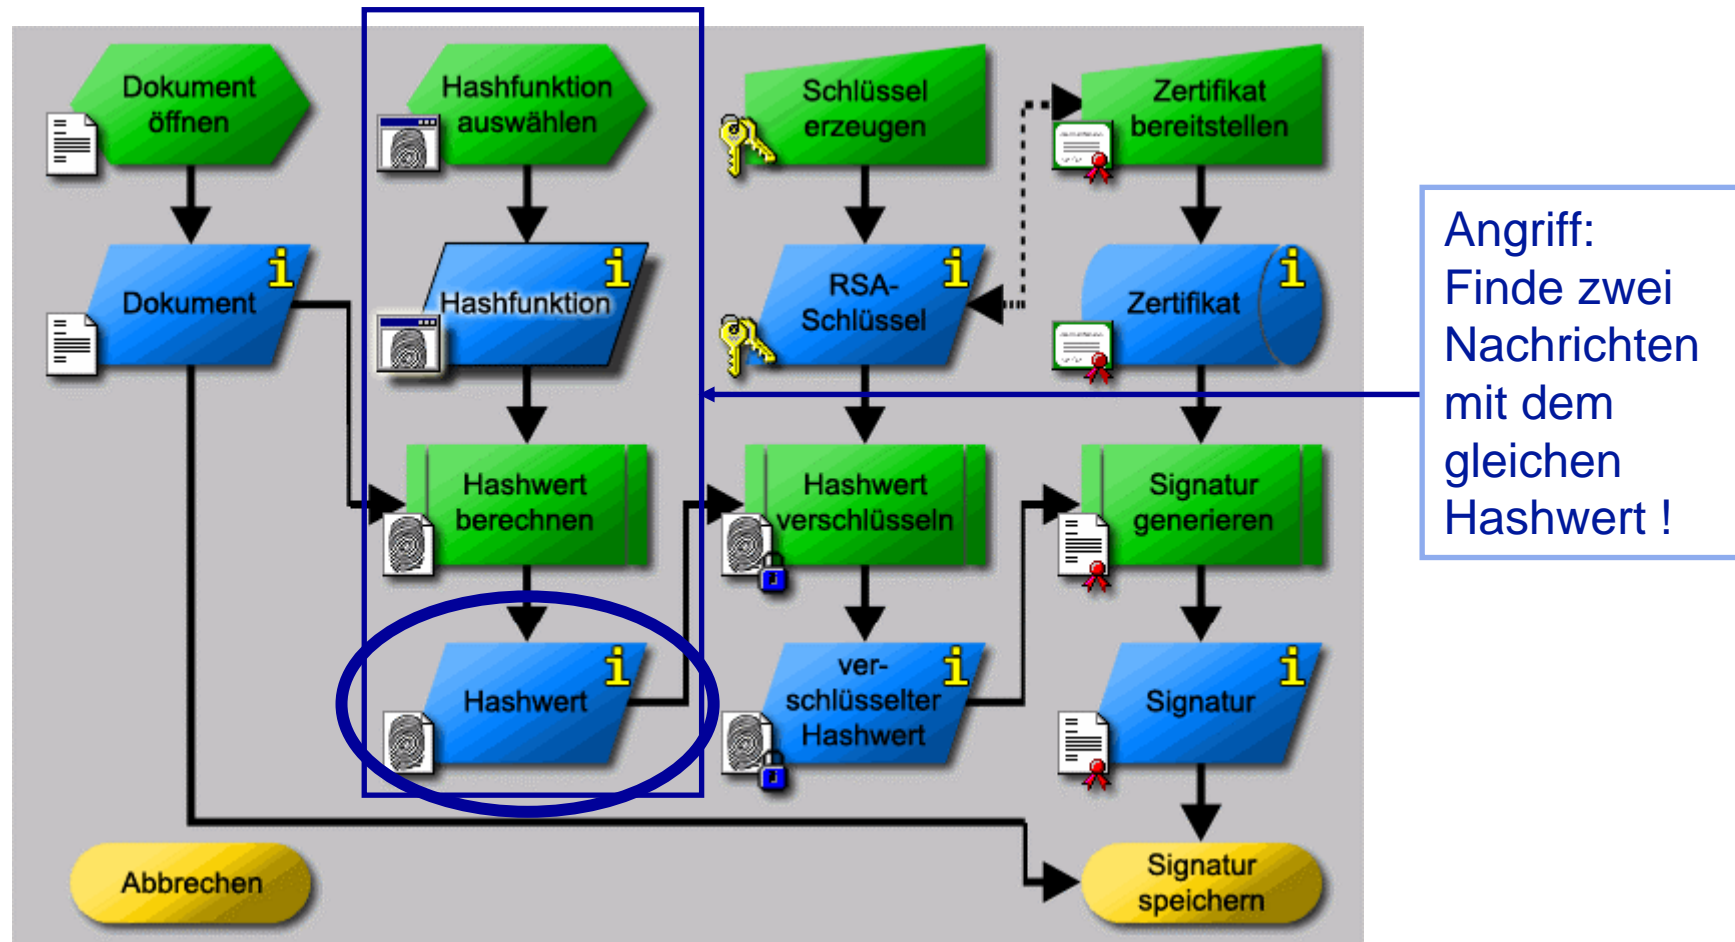 Dokument
öffnen
Hashfunktion
auswählen
Schlüssel
erzeugen
Zertifikat
bereitstellen
Dokument
i
Hashfunktion
i
RSA-
Schlüssel
i
Zertifikat
i
Hashwert
berechnen
Hashwert
verschlüsseln
Signatur
generieren
Hashwert
i
ver-
schlüsselter
Hashwert
i
Signatur
i
Abbrechen
Signatur
speichern
Angriff:
Finde zwei
Nachrichten
mit dem
gleichen
Hashwert !